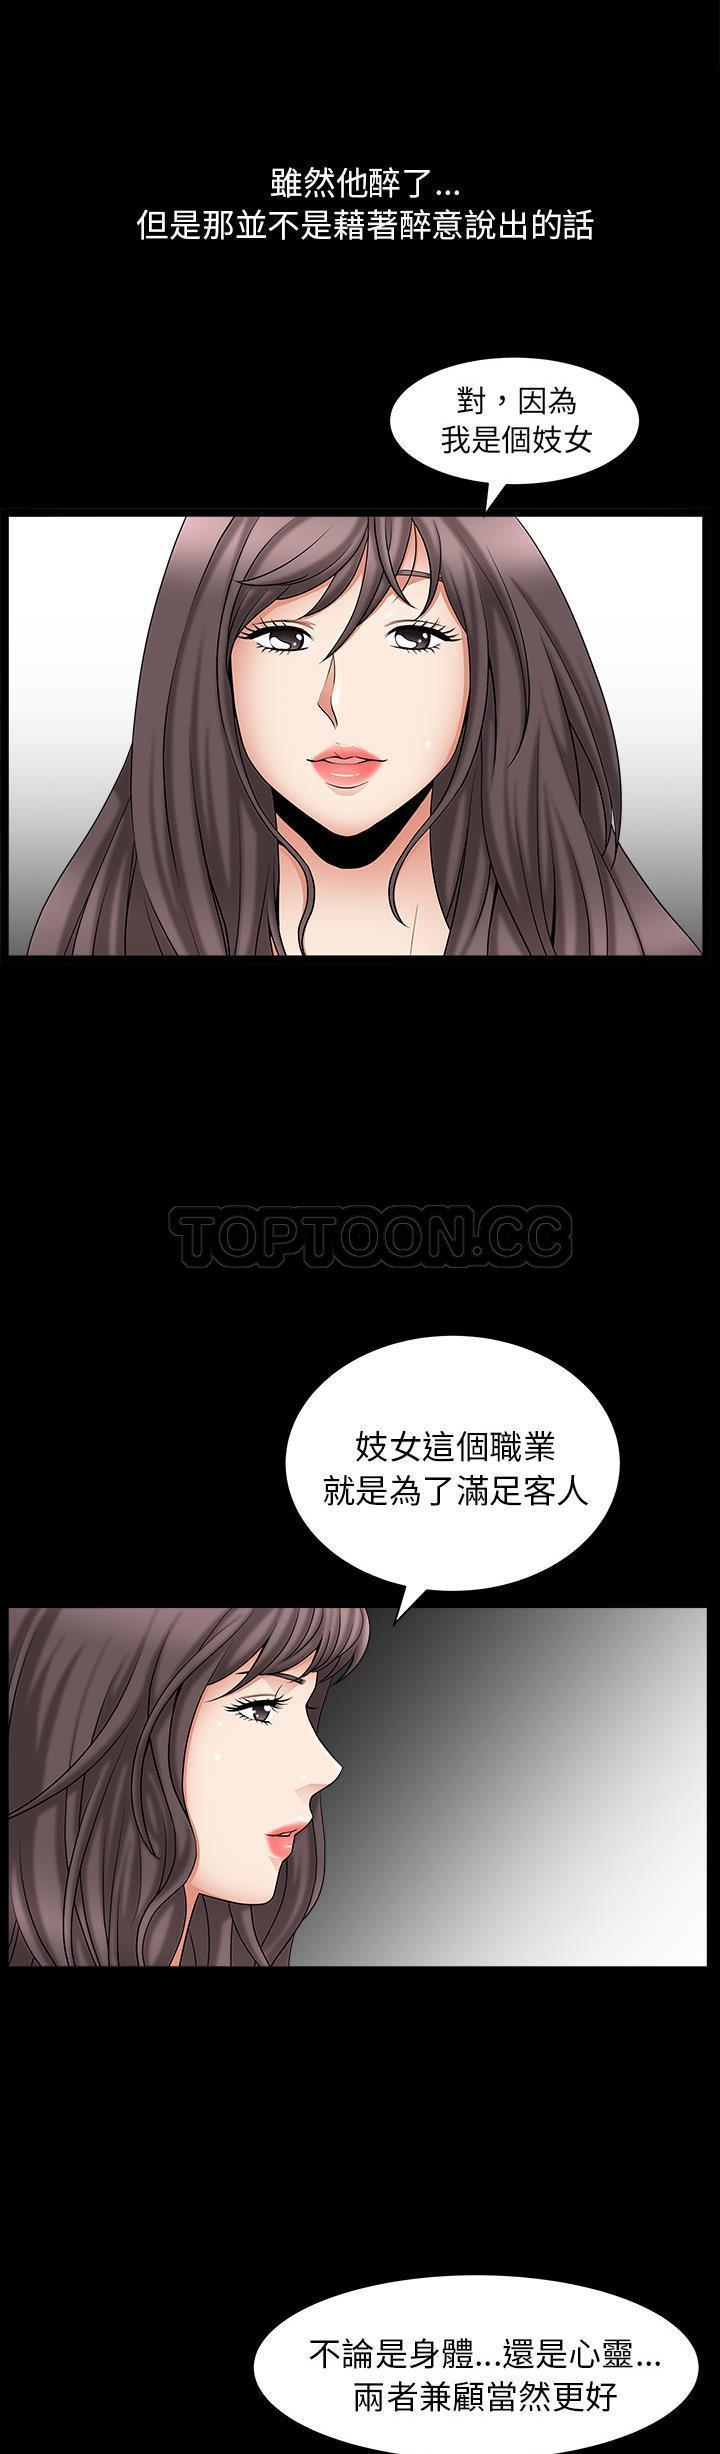 雖然他醉了...
但是那並不是藉著醉意說出的話
對，因為
我是個妓女
TOPTOON.CC
妓女這個職業
就是為了滿足客人
不論是身體...還是心靈...
兩者兼顧當然更好